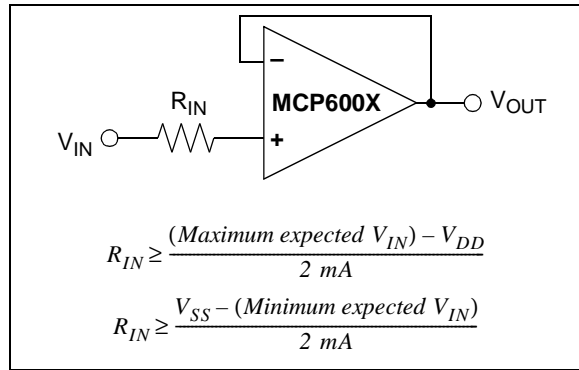 −
MCP600X
R_IN
V_OUT
V_IN
+
R_IN ≥ (Maximum expected V_IN) – V_DD
2 mA
R_IN ≥ V_SS – (Minimum expected V_IN)
2 mA